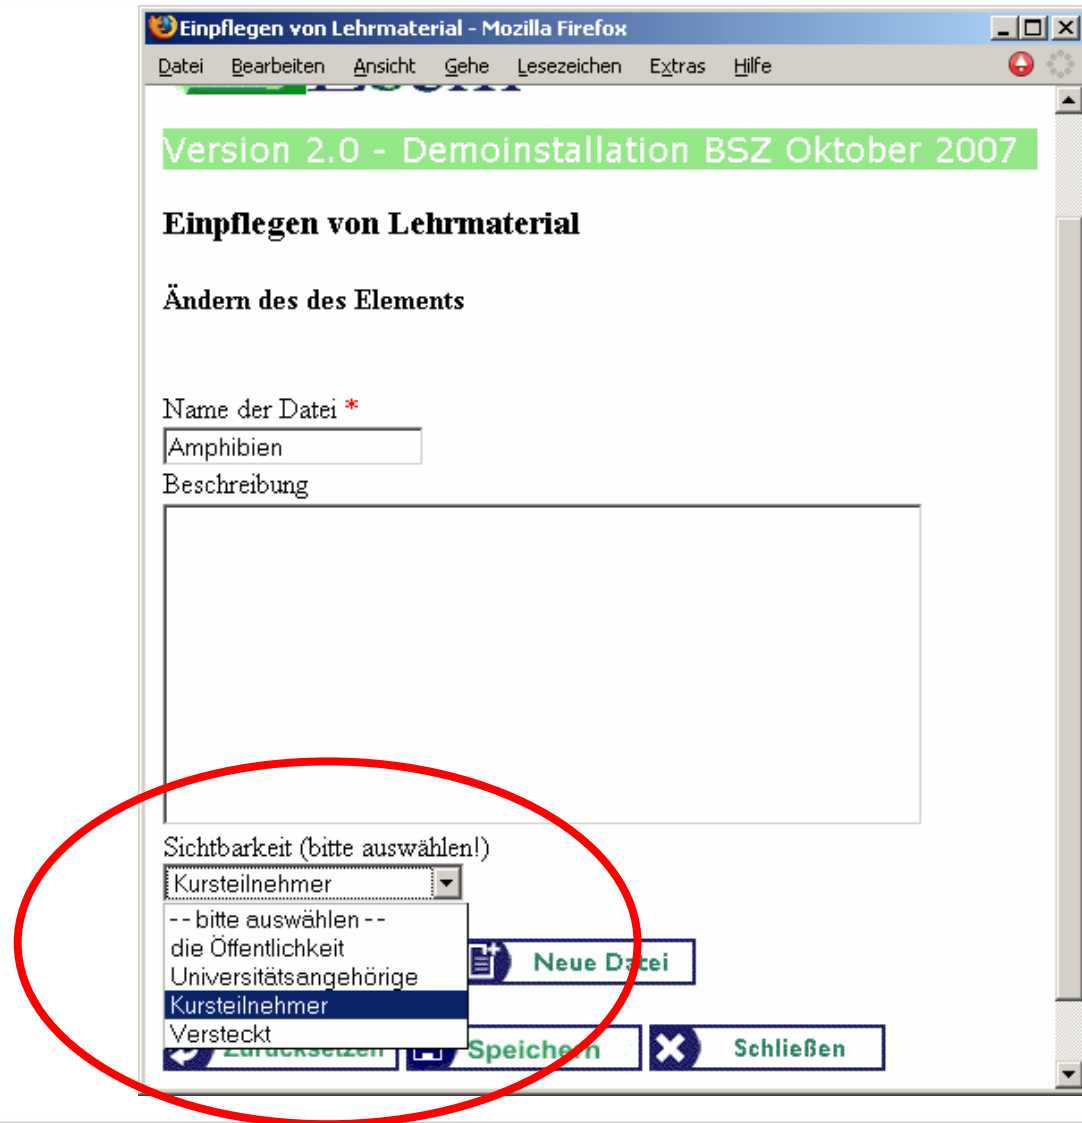 Einpflegen von Lehrmaterial - Mozilla Firefox
Datei Bearbeiten Ansicht Gehe Lesezeichen Extras Hilfe
Version 2.0 - Demoinstallation BSZ Oktober 2007
Einpflegen von Lehrmaterial
Ändern des des Elements
Name der Datei *
Amphibien
Beschreibung
Sichtbarkeit (bitte auswählen!)
Kursteilnehmer
-- bitte auswählen --
die Öffentlichkeit
Universitätsangehörige
Kursteilnehmer
Versteckt
Neue Datei
Zurücksetzen Speichern Schließen